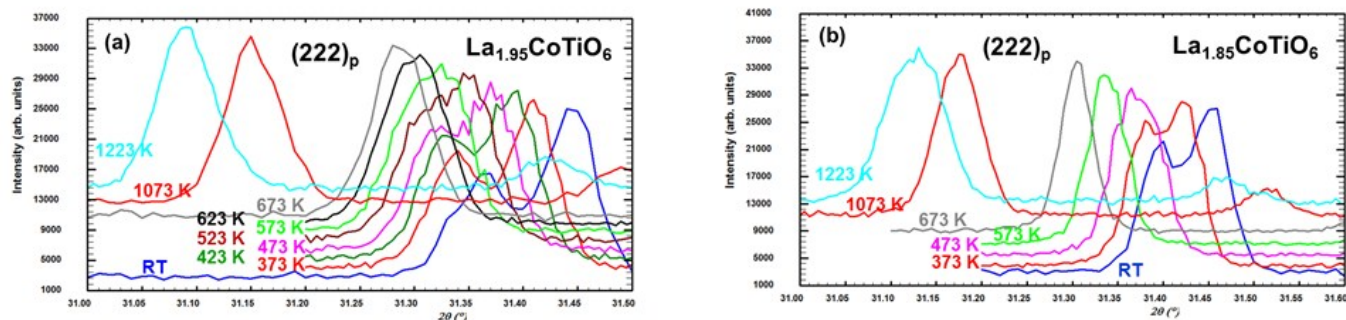 (a)
(222)p
La1.95CoTiO6
37000
33000
29000
25000
21000
17000
13000
9000
5000
1000
Intensity (arb. units)
1223 K
1073 K
673 K
623 K
573 K
523 K
473 K
423 K
373 K
RT
31.00
31.05
31.10
31.15
31.20
31.25
31.30
31.35
31.40
31.45
31.50
2θ (°)
(b)
(222)p
La1.85CoTiO6
41000
37000
33000
29000
25000
21000
17000
13000
9000
5000
1000
Intensity (arb. units)
1223 K
1073 K
673 K
573 K
473 K
373 K
RT
31.00
31.05
31.10
31.15
31.20
31.25
31.30
31.35
31.40
31.45
31.50
31.55
31.60
2θ (°)